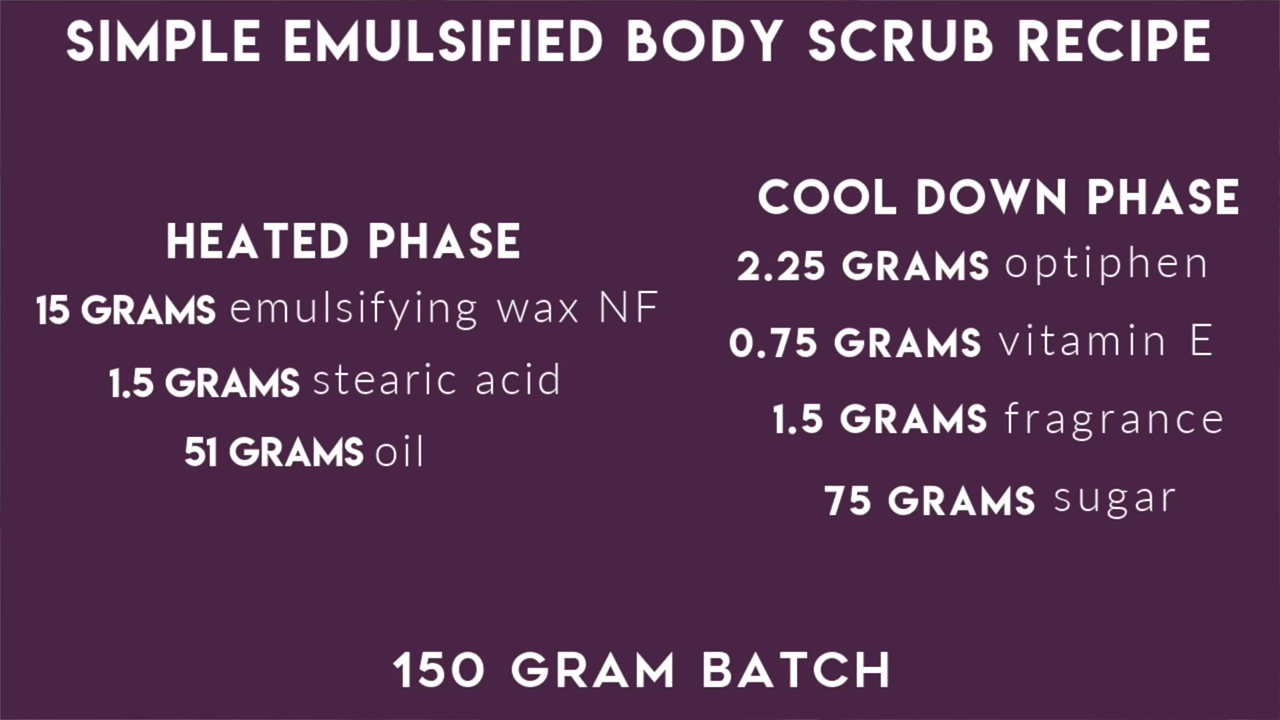 SIMPLE EMULSIFIED BODY SCRUB RECIPE
HEATED PHASE
15 GRAMS emulsifying wax NF
1.5 GRAMS stearic acid
51 GRAMS oil
COOL DOWN PHASE
2.25 GRAMS optiphen
0.75 GRAMS vitamin E
1.5 GRAMS fragrance
75 GRAMS sugar
150 GRAM BATCH